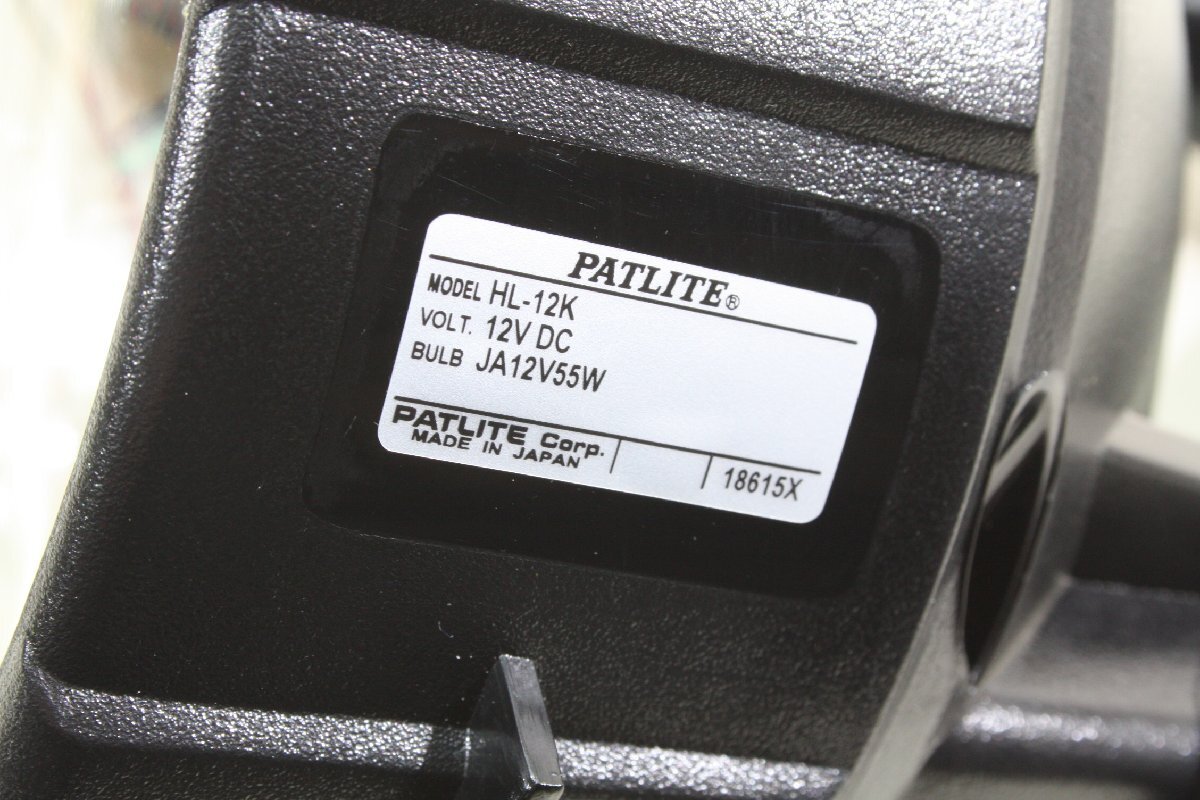 PATLITE®
MODEL HL-12K
VOLT. 12V DC
BULB JA12V55W
PATLITE Corp.
MADE IN JAPAN
18615X